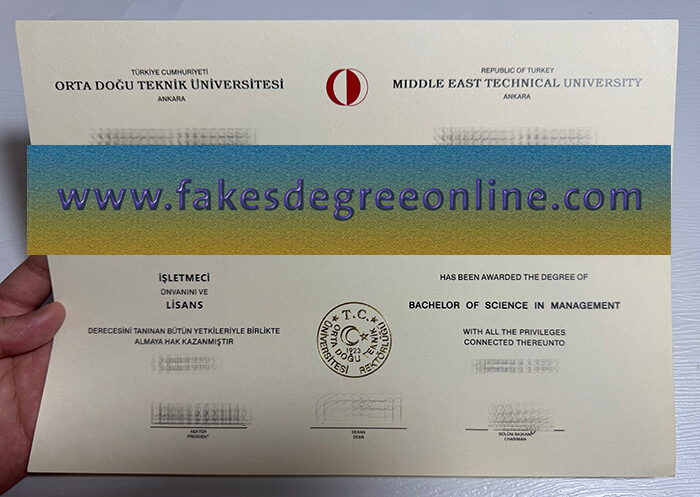 TÜRKİYE CUMHURİYETİ
ORTA DOĞU TEKNİK ÜNİVERSİTESİ
ANKARA
REPUBLIC OF TURKEY
MIDDLE EAST TECHNICAL UNIVERSITY
ANKARA
www.fakesdegreeonline.com
İŞLETMECİ
ÜNVANINI VE
LİSANS
DERECESİNİ TANINAN BÜTÜN YETKİLERİYLE BİRLİKTE
ALMAYA HAK KAZANMIŞTIR
HAS BEEN AWARDED THE DEGREE OF
BACHELOR OF SCIENCE IN MANAGEMENT
WITH ALL THE PRIVILEGES
CONNECTED THEREUNTO
T.C.
ORTA DOĞU TEKNİK
ÜNİVERSİTESİ REKTÖRLÜĞÜ
1923
REKTÖR
PRESIDENT
DEKAN
DEAN
BÖLÜM BAŞKANI
CHAIRMAN